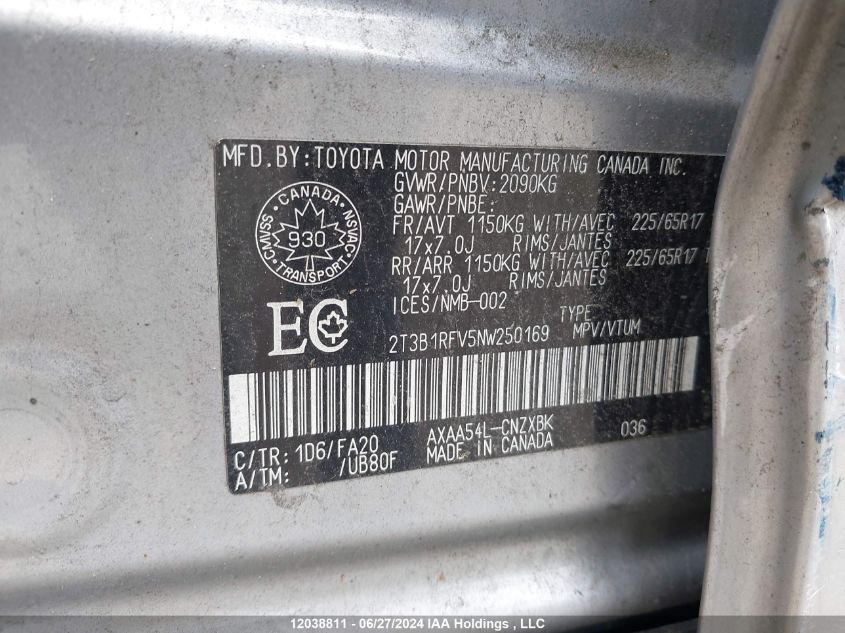 MFD.BY:TOYOTA MOTOR MANUFACTURING CANADA INC.
GVWR/PNBV:2090KG
GAWR/PNBE:
FR/AVT 1150KG WITH/AVEC 225/65R17
17x7.0J RIMS/JANTES
RR/ARR 1150KG WITH/AVEC 225/65R17 T
17x7.0J RIMS/JANTES
ICES/NMB-002
CANADA
CMVSS NSVAC
930
TRANSPORT
EC
TYPE
2T3B1RFV5NW250169 MPV/VTUM
C/TR: 1D6/FA20 AXAA54L-CNZXBK 036
A/TM: /UB80F MADE IN CANADA
12038811 - 06/27/2024 IAA Holdings , LLC